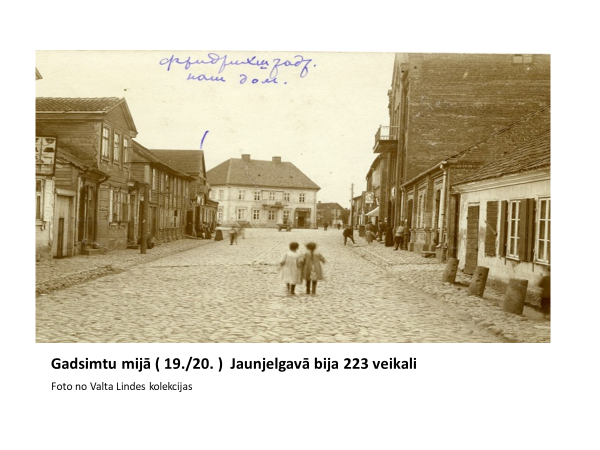 фридрихштадт.
наш дом.
Gadsimtu mijā ( 19./20. )  Jaunjelgavā bija 223 veikali
Foto no Valta Lindes kolekcijas